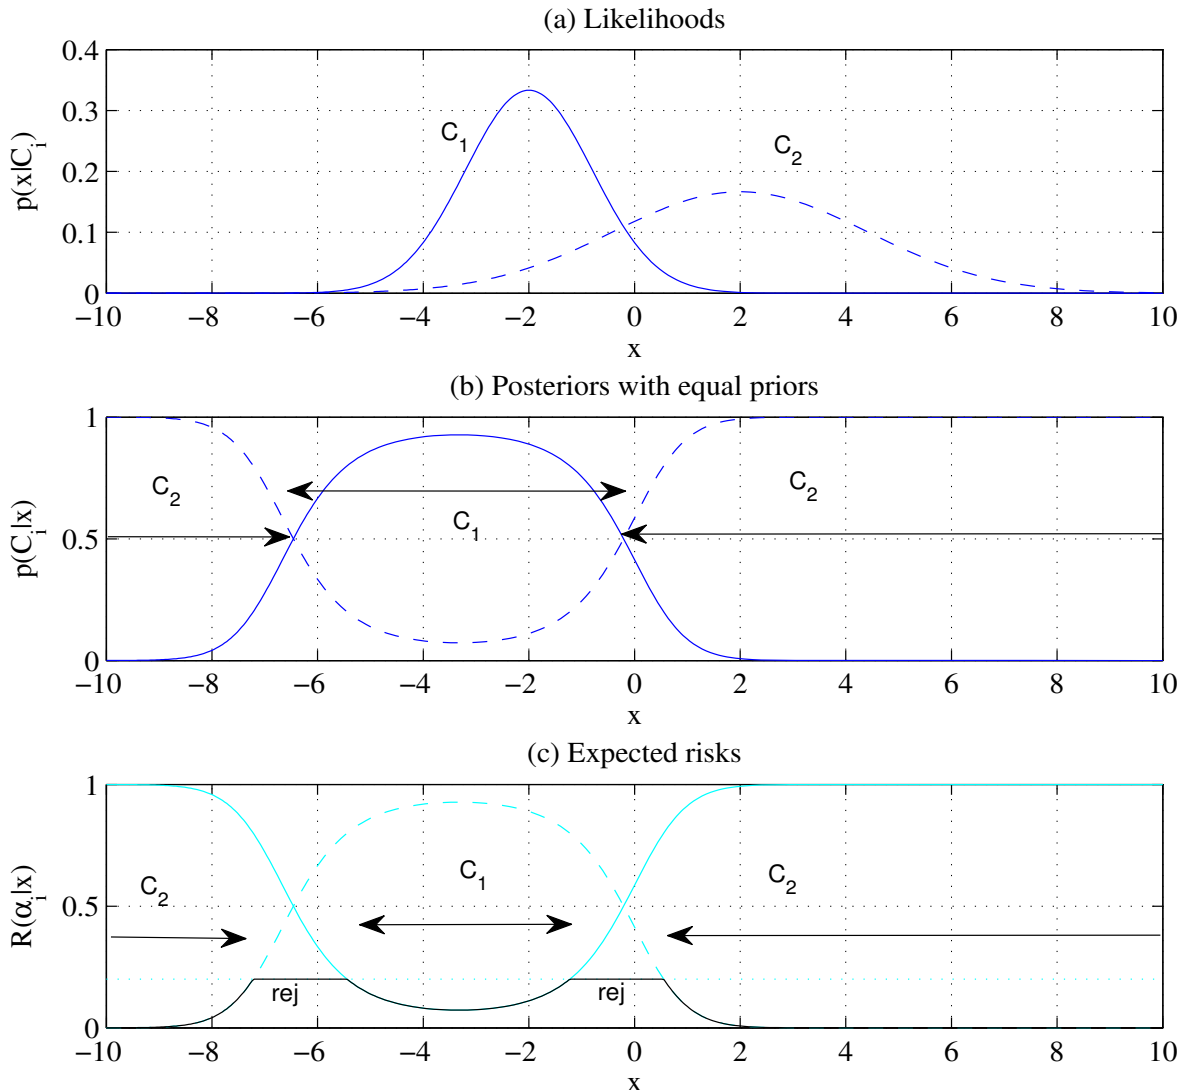 (a) Likelihoods
0.4
0.3
0.2
0.1
0
p(x|C_i)
C_1
C_2
−10 −8 −6 −4 −2 0 2 4 6 8 10
x
(b) Posteriors with equal priors
1
0.5
0
p(C_i|x)
C_2
C_1
C_2
−10 −8 −6 −4 −2 0 2 4 6 8 10
x
(c) Expected risks
1
0.5
0
R(α_i|x)
C_2
C_1
C_2
rej
rej
−10 −8 −6 −4 −2 0 2 4 6 8 10
x